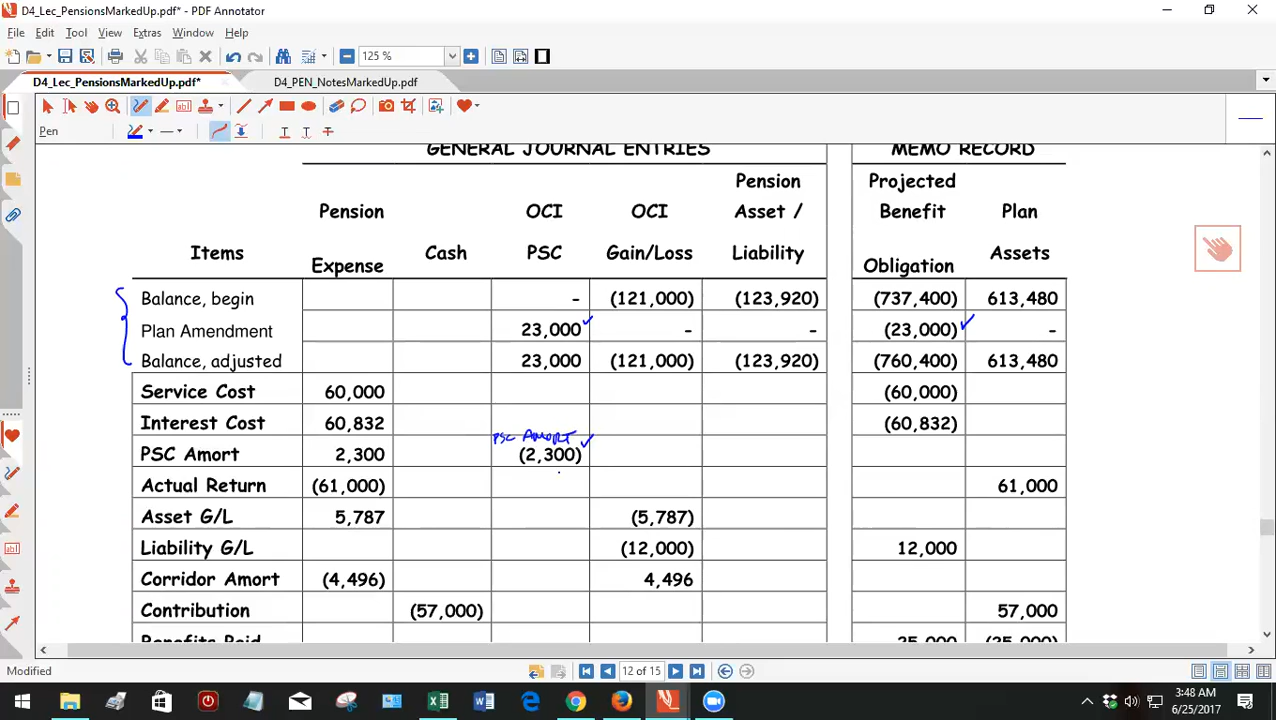 D4_Lec_PensionsMarkedUp.pdf* - PDF Annotator
File Edit Tool View Extras Window Help
125 %
D4_Lec_PensionsMarkedUp.pdf* D4_PEN_NotesMarkedUp.pdf
Pen
GENERAL JOURNAL ENTRIES MEMO RECORD
Pension Projected
Pension OCI OCI Asset / Benefit Plan
Items Expense Cash PSC Gain/Loss Liability Obligation Assets
Balance, begin - (121,000) (123,920) (737,400) 613,480
Plan Amendment 23,000 - - (23,000) -
Balance, adjusted 23,000 (121,000) (123,920) (760,400) 613,480
Service Cost 60,000 (60,000)
Interest Cost 60,832 (60,832)
PSC AMORT
PSC Amort 2,300 (2,300)
Actual Return (61,000) 61,000
Asset G/L 5,787 (5,787)
Liability G/L (12,000) 12,000
Corridor Amort (4,496) 4,496
Contribution (57,000) 57,000
Benefits Paid 25,000 (25,000)
Modified 12 of 15
3:48 AM
6/25/2017